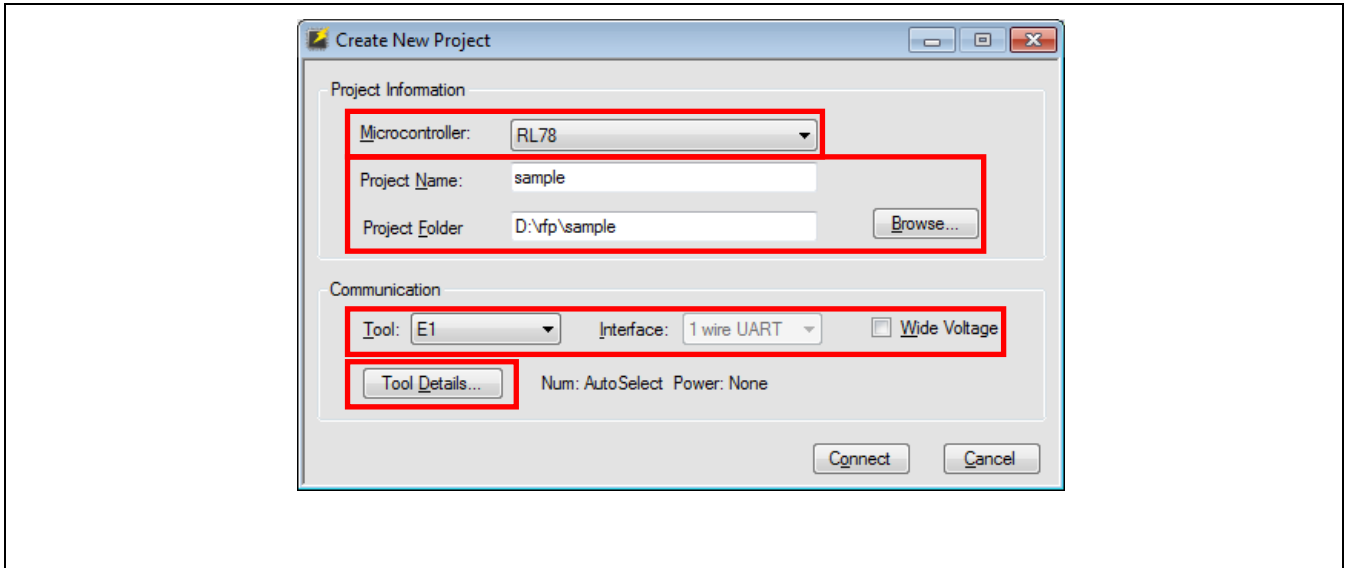 Create New Project
Project Information
Microcontroller: RL78
Project Name: sample
Project Folder D:\rfp\sample Browse...
Communication
Tool: E1 Interface: 1 wire UART Wide Voltage
Tool Details... Num: AutoSelect Power: None
Connect Cancel